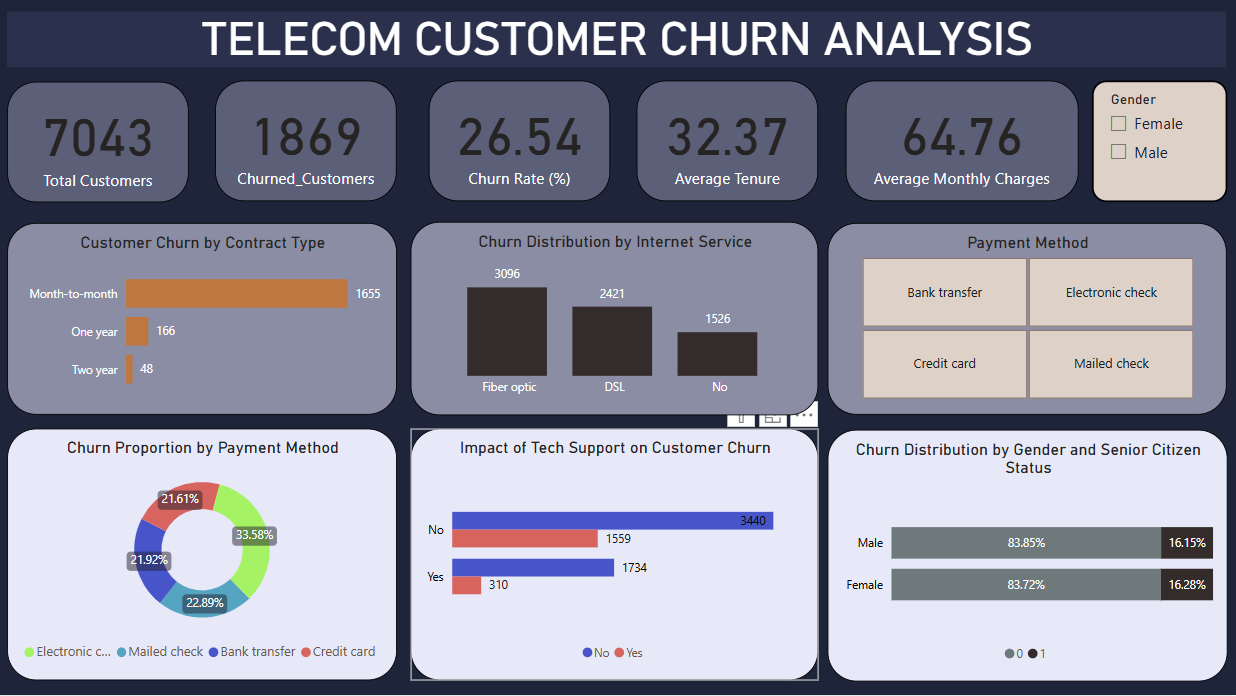 TELECOM CUSTOMER CHURN ANALYSIS
7043
Total Customers
1869
Churned_Customers
26.54
Churn Rate (%)
32.37
Average Tenure
64.76
Average Monthly Charges
Gender
Female
Male
Customer Churn by Contract Type
Month-to-month 1655
One year 166
Two year 48
Churn Distribution by Internet Service
3096
2421
1526
Fiber optic DSL No
Payment Method
Bank transfer Electronic check
Credit card Mailed check
Churn Proportion by Payment Method
21.61%
33.58%
21.92%
22.89%
Electronic c... Mailed check Bank transfer Credit card
Impact of Tech Support on Customer Churn
No 3440
1559
Yes 1734
310
No Yes
Churn Distribution by Gender and Senior Citizen
Status
Male 83.85% 16.15%
Female 83.72% 16.28%
0 1